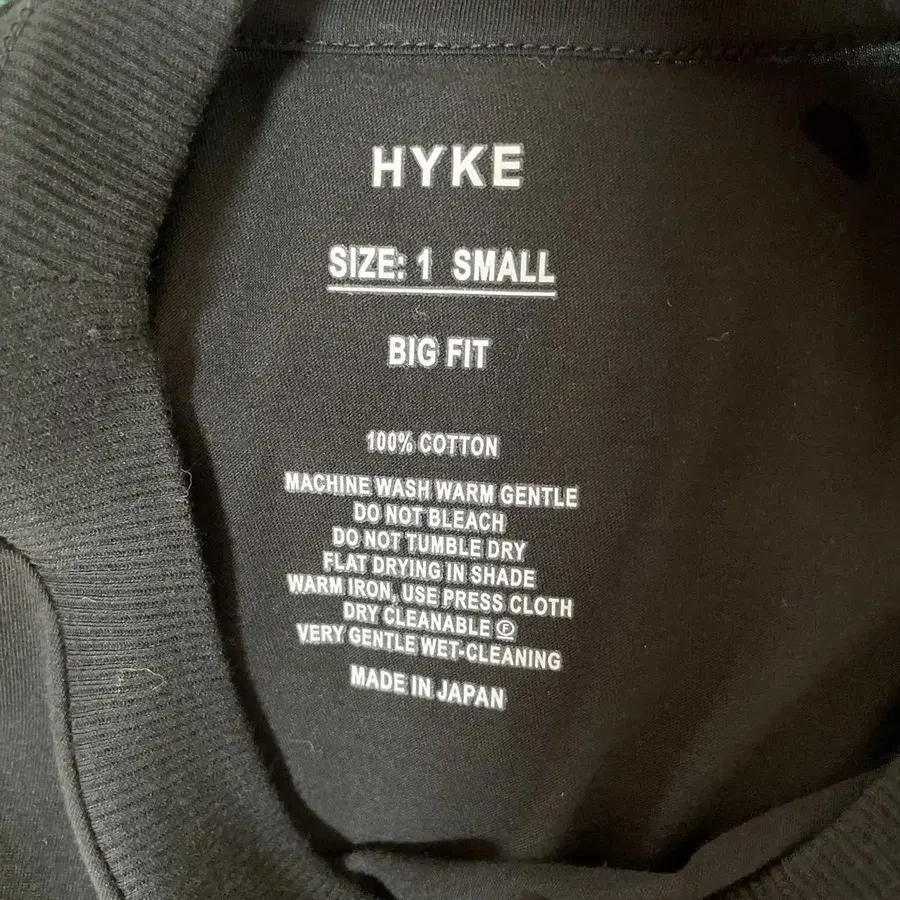 HYKE
SIZE: 1 SMALL
BIG FIT
100% COTTON
MACHINE WASH WARM GENTLE
DO NOT BLEACH
DO NOT TUMBLE DRY
FLAT DRYING IN SHADE
WARM IRON, USE PRESS CLOTH
DRY CLEANABLE Ⓕ
VERY GENTLE WET-CLEANING
MADE IN JAPAN